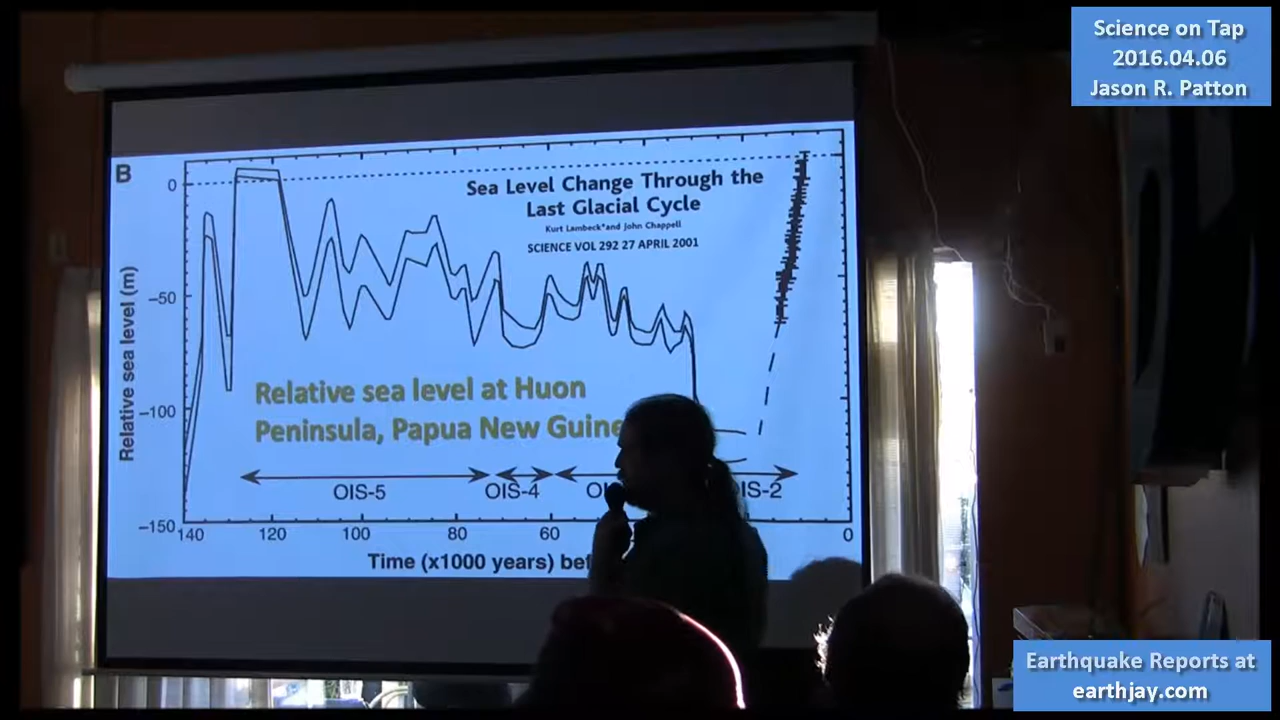 Science on Tap
2016.04.06
Jason R. Patton
B
Sea Level Change Through the
Last Glacial Cycle
Kurt Lambeck* and John Chappell
SCIENCE VOL 292 27 APRIL 2001
Relative sea level (m)
0
−50
−100
−150
Relative sea level at Huon
Peninsula, Papua New Guine
OIS-5
OIS-4
IS-2
140
120
100
80
60
0
Time (x1000 years)
Earthquake Reports at
earthjay.com